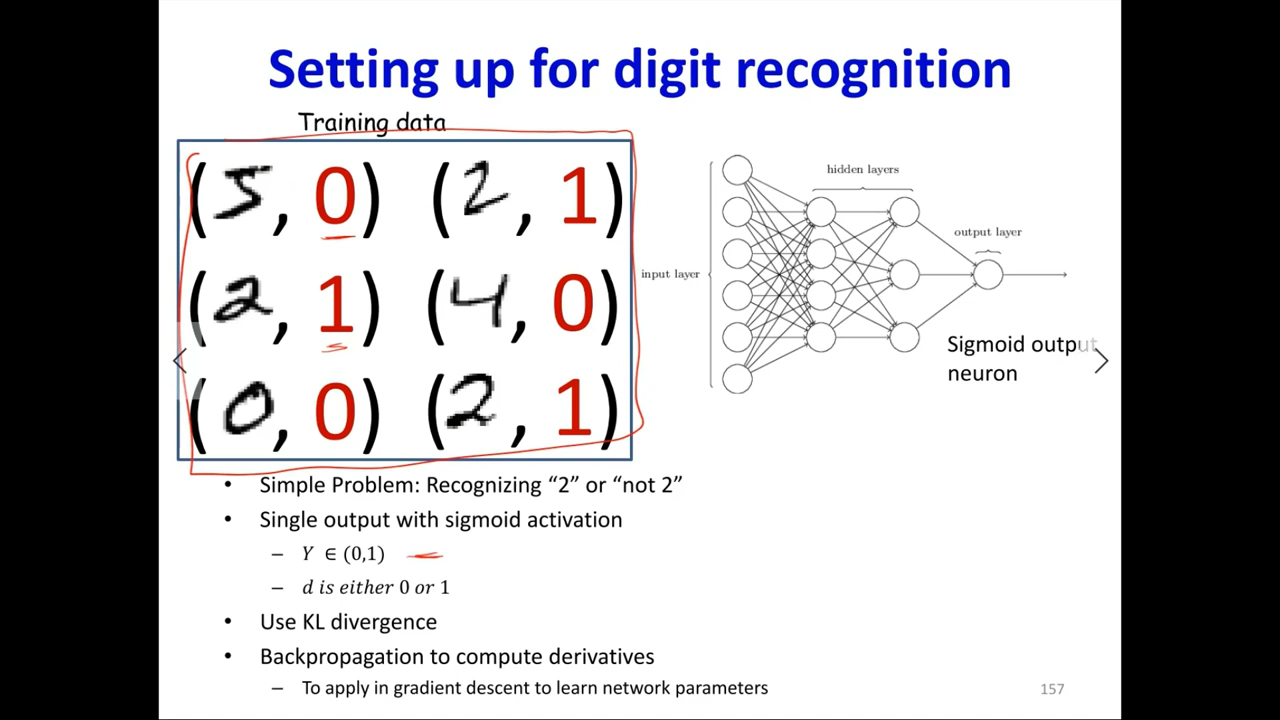 Setting up for digit recognition
Training data
(5, 0) (2, 1)
(2, 1) (4, 0)
(0, 0) (2, 1)
hidden layers
output layer
input layer
Sigmoid output
neuron
• Simple Problem: Recognizing “2” or “not 2”
• Single output with sigmoid activation
– Y ∈ (0,1)
– d is either 0 or 1
• Use KL divergence
• Backpropagation to compute derivatives
– To apply in gradient descent to learn network parameters
157